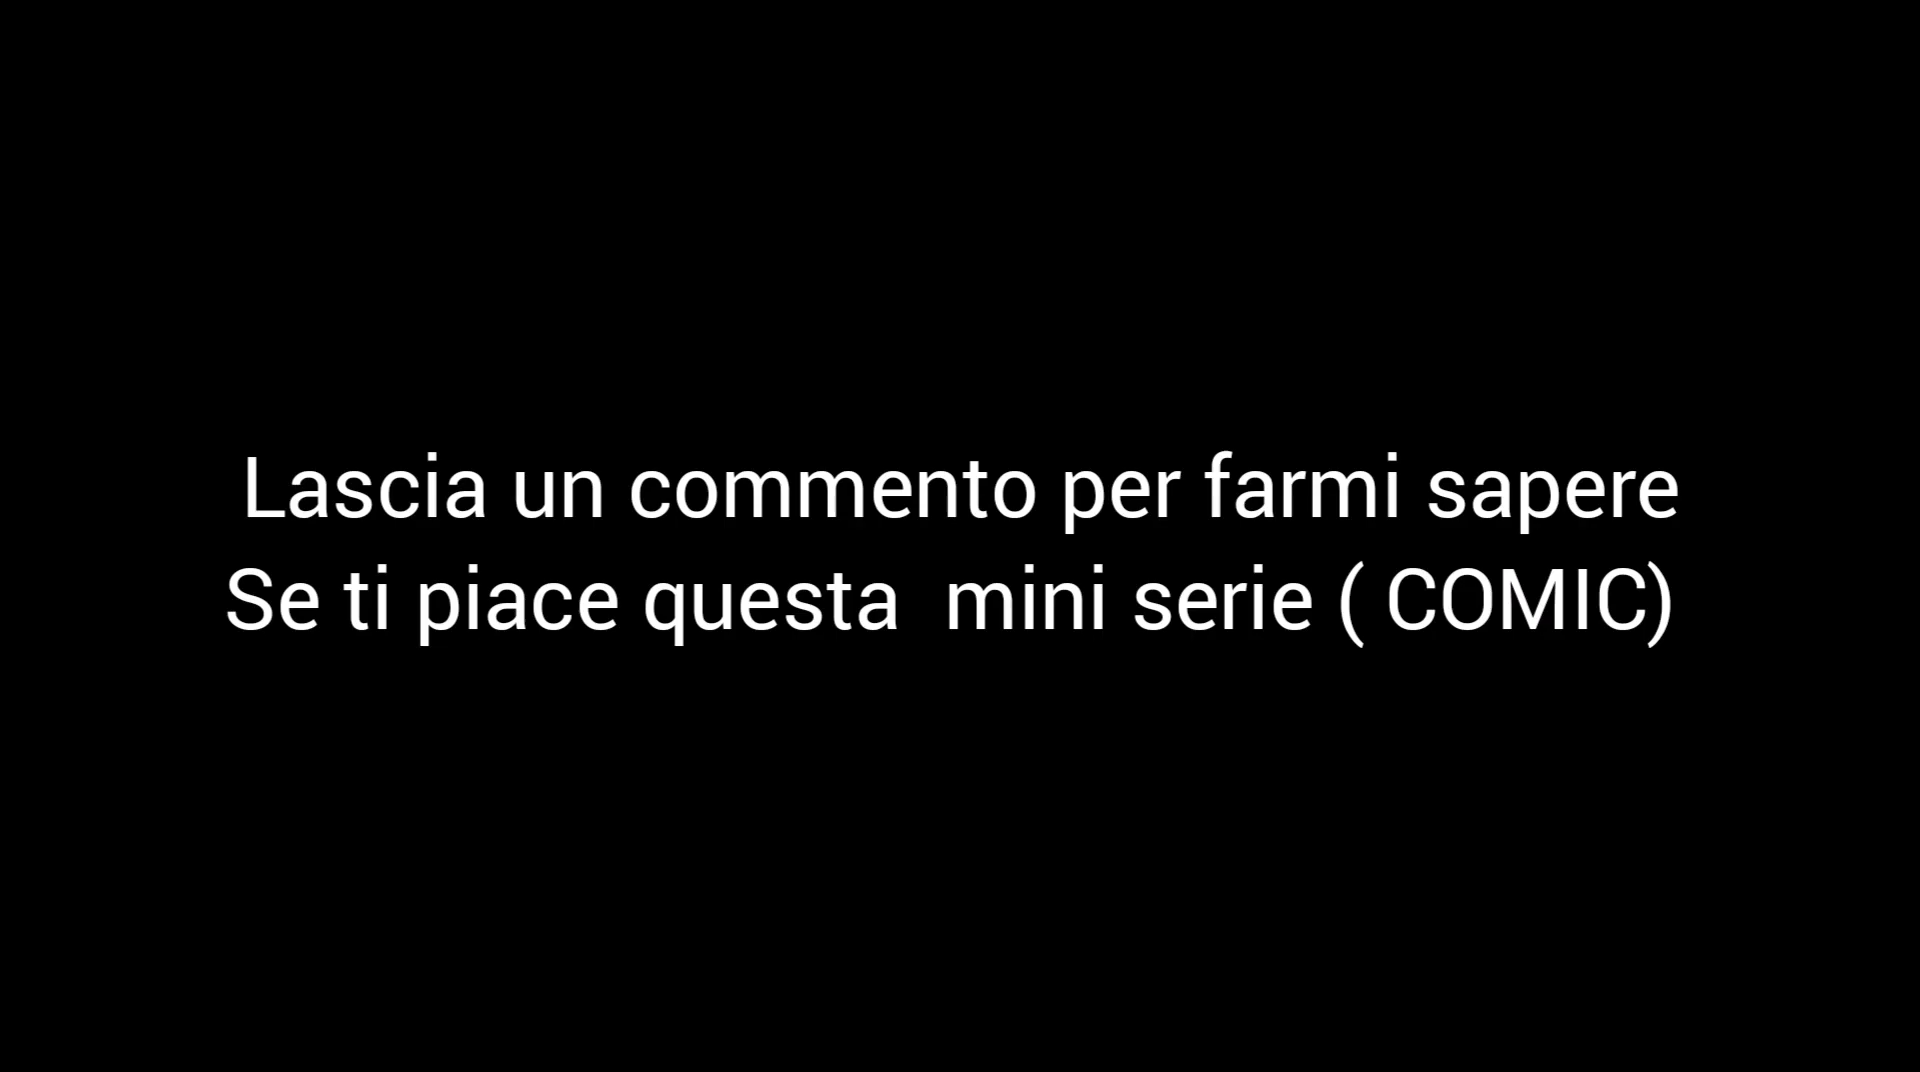 Lascia un commento per farmi sapere
Se ti piace questa  mini serie ( COMIC)